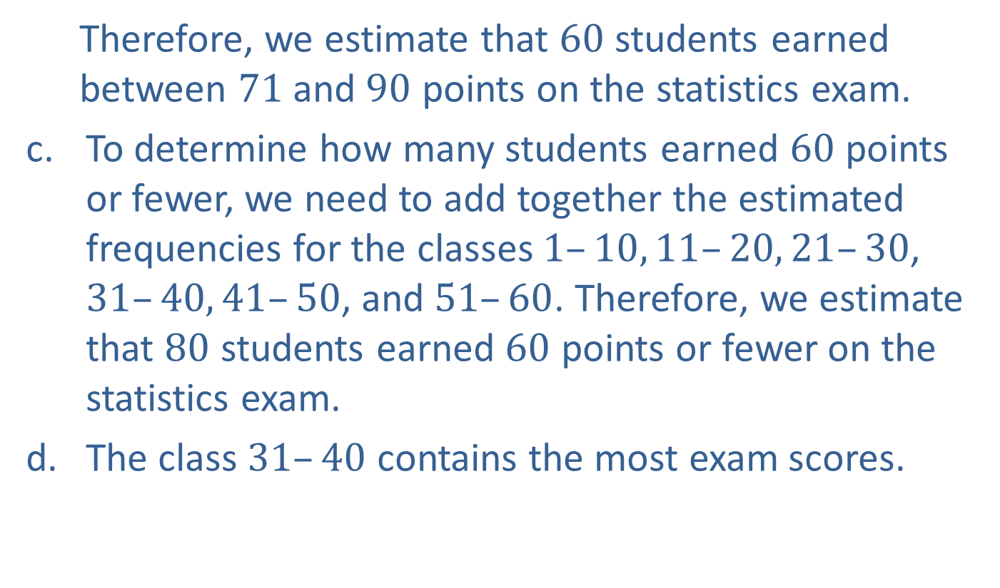 Therefore, we estimate that 60 students earned
between 71 and 90 points on the statistics exam.
c. To determine how many students earned 60 points
or fewer, we need to add together the estimated
frequencies for the classes 1– 10, 11– 20, 21– 30,
31– 40, 41– 50, and 51– 60. Therefore, we estimate
that 80 students earned 60 points or fewer on the
statistics exam.
d. The class 31– 40 contains the most exam scores.